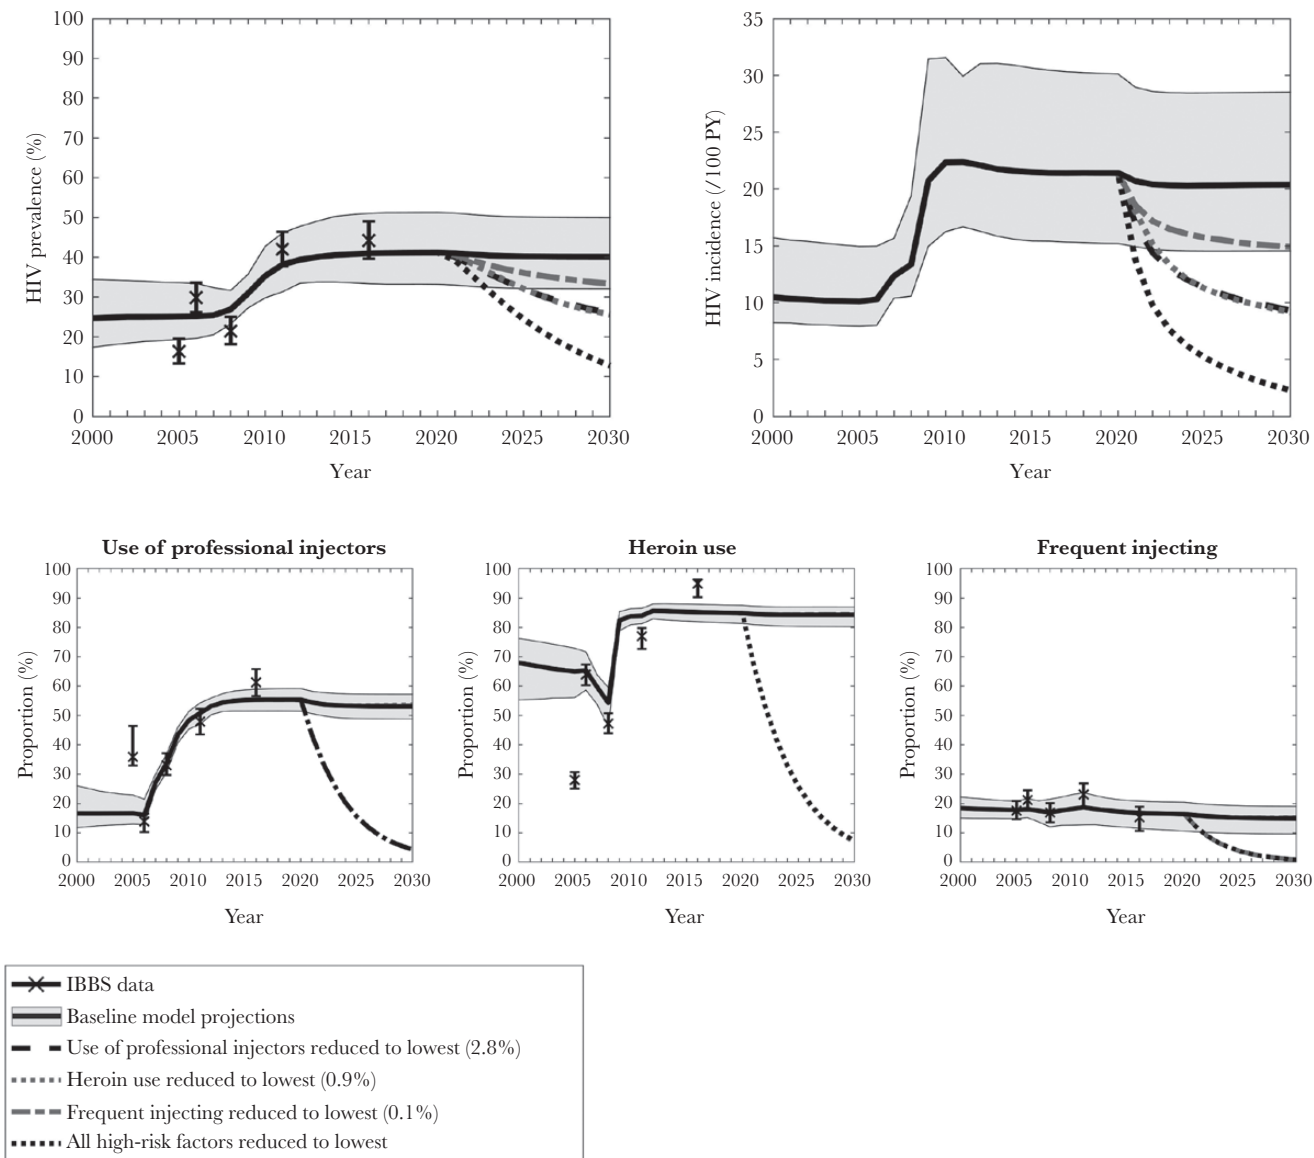 100
90
80
70
60
50
40
30
20
10
0
HIV prevalence (%)
2000 2005 2010 2015 2020 2025 2030
Year
35
30
25
20
15
10
5
0
HIV incidence (/100 PY)
2000 2005 2010 2015 2020 2025 2030
Year
Use of professional injectors
100
90
80
70
60
50
40
30
20
10
0
Proportion (%)
2000 2005 2010 2015 2020 2025 2030
Year
Heroin use
100
90
80
70
60
50
40
30
20
10
0
Proportion (%)
2000 2005 2010 2015 2020 2025 2030
Year
Frequent injecting
100
90
80
70
60
50
40
30
20
10
0
Proportion (%)
2000 2005 2010 2015 2020 2025 2030
Year
IBBS data
Baseline model projections
Use of professional injectors reduced to lowest (2.8%)
Heroin use reduced to lowest (0.9%)
Frequent injecting reduced to lowest (0.1%)
All high-risk factors reduced to lowest